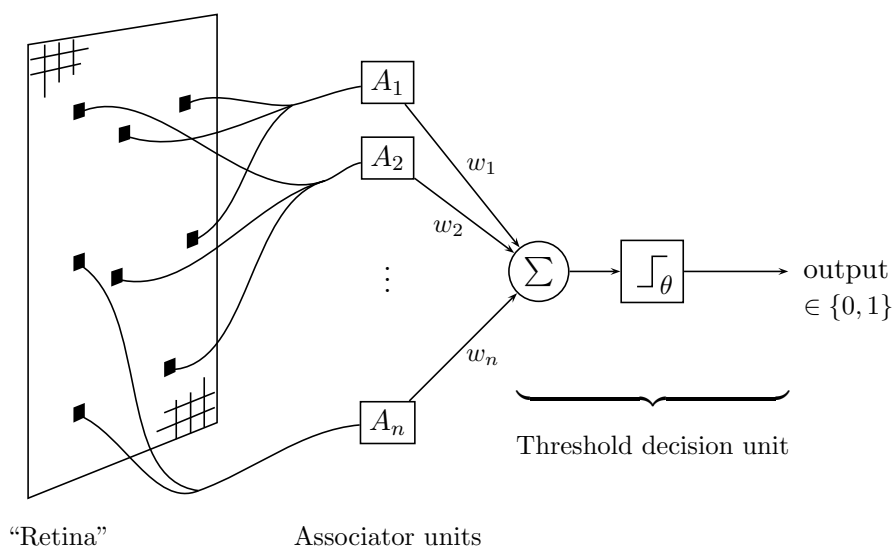 A₁
A₂
⋮
Aₙ
w₁
w₂
wₙ
Σ
θ
output
∈ {0, 1}
Threshold decision unit
“Retina”
Associator units